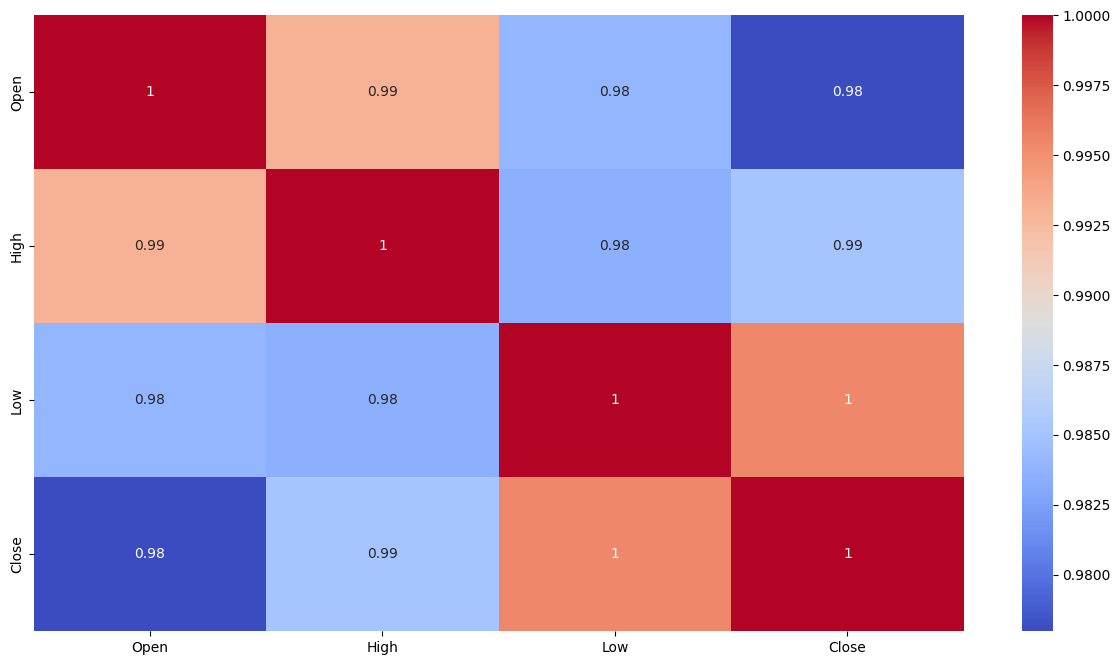 Open 1 0.99 0.98 0.98
High 0.99 1 0.98 0.99
Low 0.98 0.98 1 1
Close 0.98 0.99 1 1
Open High Low Close
1.0000
0.9975
0.9950
0.9925
0.9900
0.9875
0.9850
0.9825
0.9800